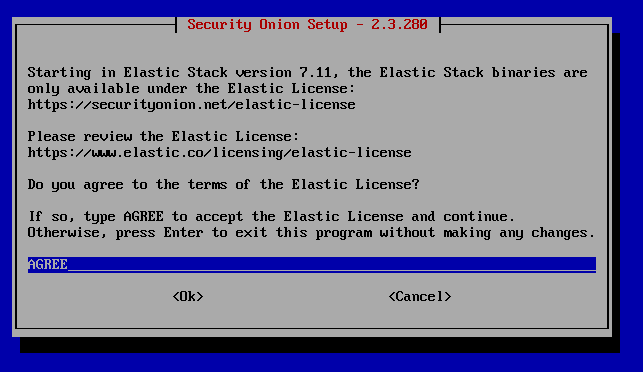 Security Onion Setup - 2.3.280
Starting in Elastic Stack version 7.11, the Elastic Stack binaries are
only available under the Elastic License:
https://securityonion.net/elastic-license
Please review the Elastic License:
https://www.elastic.co/licensing/elastic-license
Do you agree to the terms of the Elastic License?
If so, type AGREE to accept the Elastic License and continue.
Otherwise, press Enter to exit this program without making any changes.
AGREE
<Ok> <Cancel>